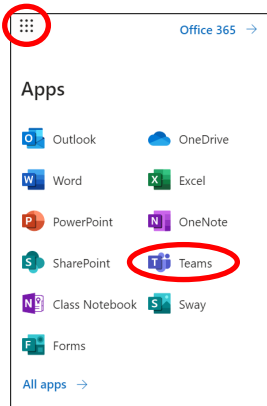 Office 365 →
Apps
Outlook OneDrive
Word Excel
PowerPoint OneNote
SharePoint Teams
Class Notebook Sway
Forms
All apps →